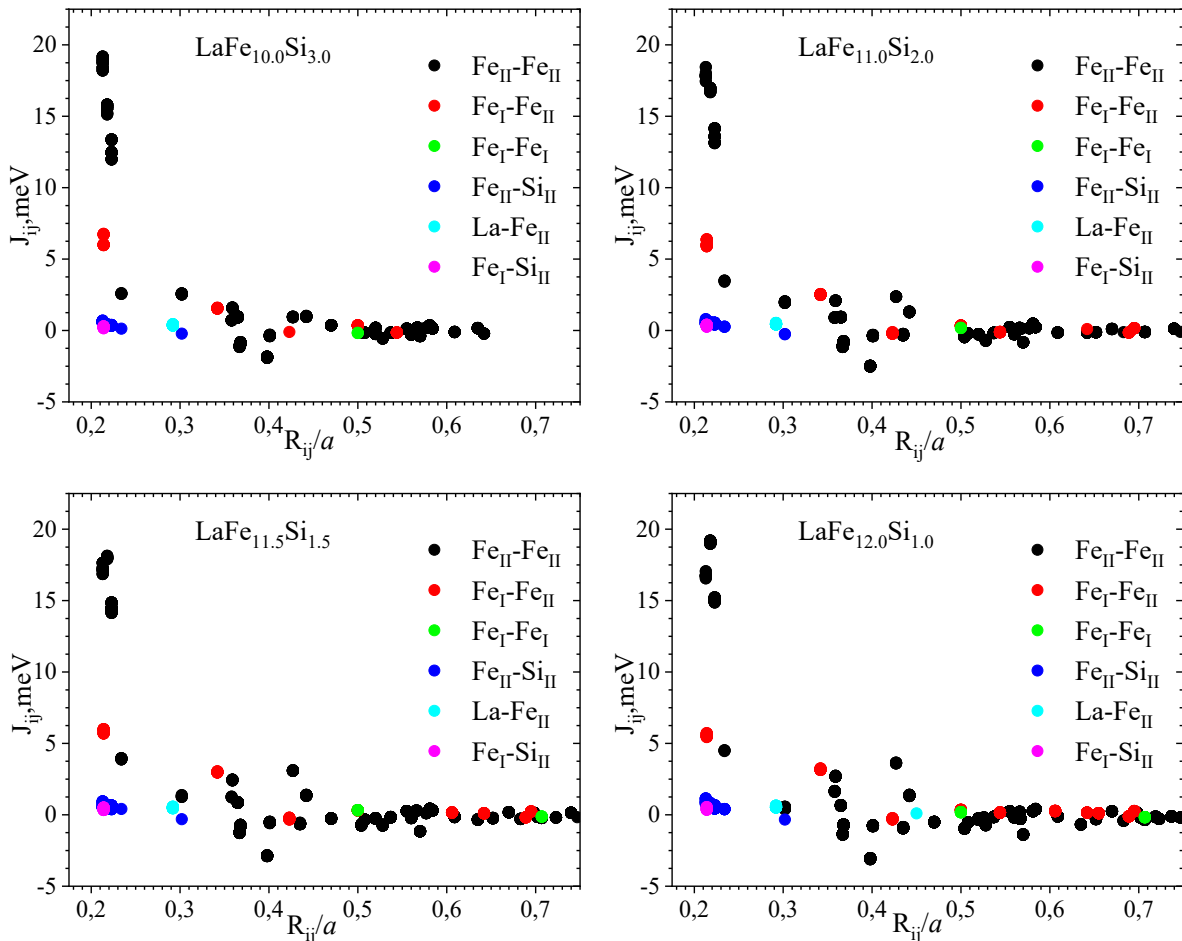 LaFe10.0Si3.0
20
15
10
5
0
-5
Jij,meV
FeII-FeII
FeI-FeII
FeI-FeI
FeII-SiII
La-FeII
FeI-SiII
0,2 0,3 0,4 0,5 0,6 0,7
Rij/a
LaFe11.0Si2.0
20
15
10
5
0
-5
Jij,meV
FeII-FeII
FeI-FeII
FeI-FeI
FeII-SiII
La-FeII
FeI-SiII
0,2 0,3 0,4 0,5 0,6 0,7
Rij/a
LaFe11.5Si1.5
20
15
10
5
0
-5
Jij,meV
FeII-FeII
FeI-FeII
FeI-FeI
FeII-SiII
La-FeII
FeI-SiII
0,2 0,3 0,4 0,5 0,6 0,7
Rij/a
LaFe12.0Si1.0
20
15
10
5
0
-5
Jij,meV
FeII-FeII
FeI-FeII
FeI-FeI
FeII-SiII
La-FeII
FeI-SiII
0,2 0,3 0,4 0,5 0,6 0,7
Rij/a